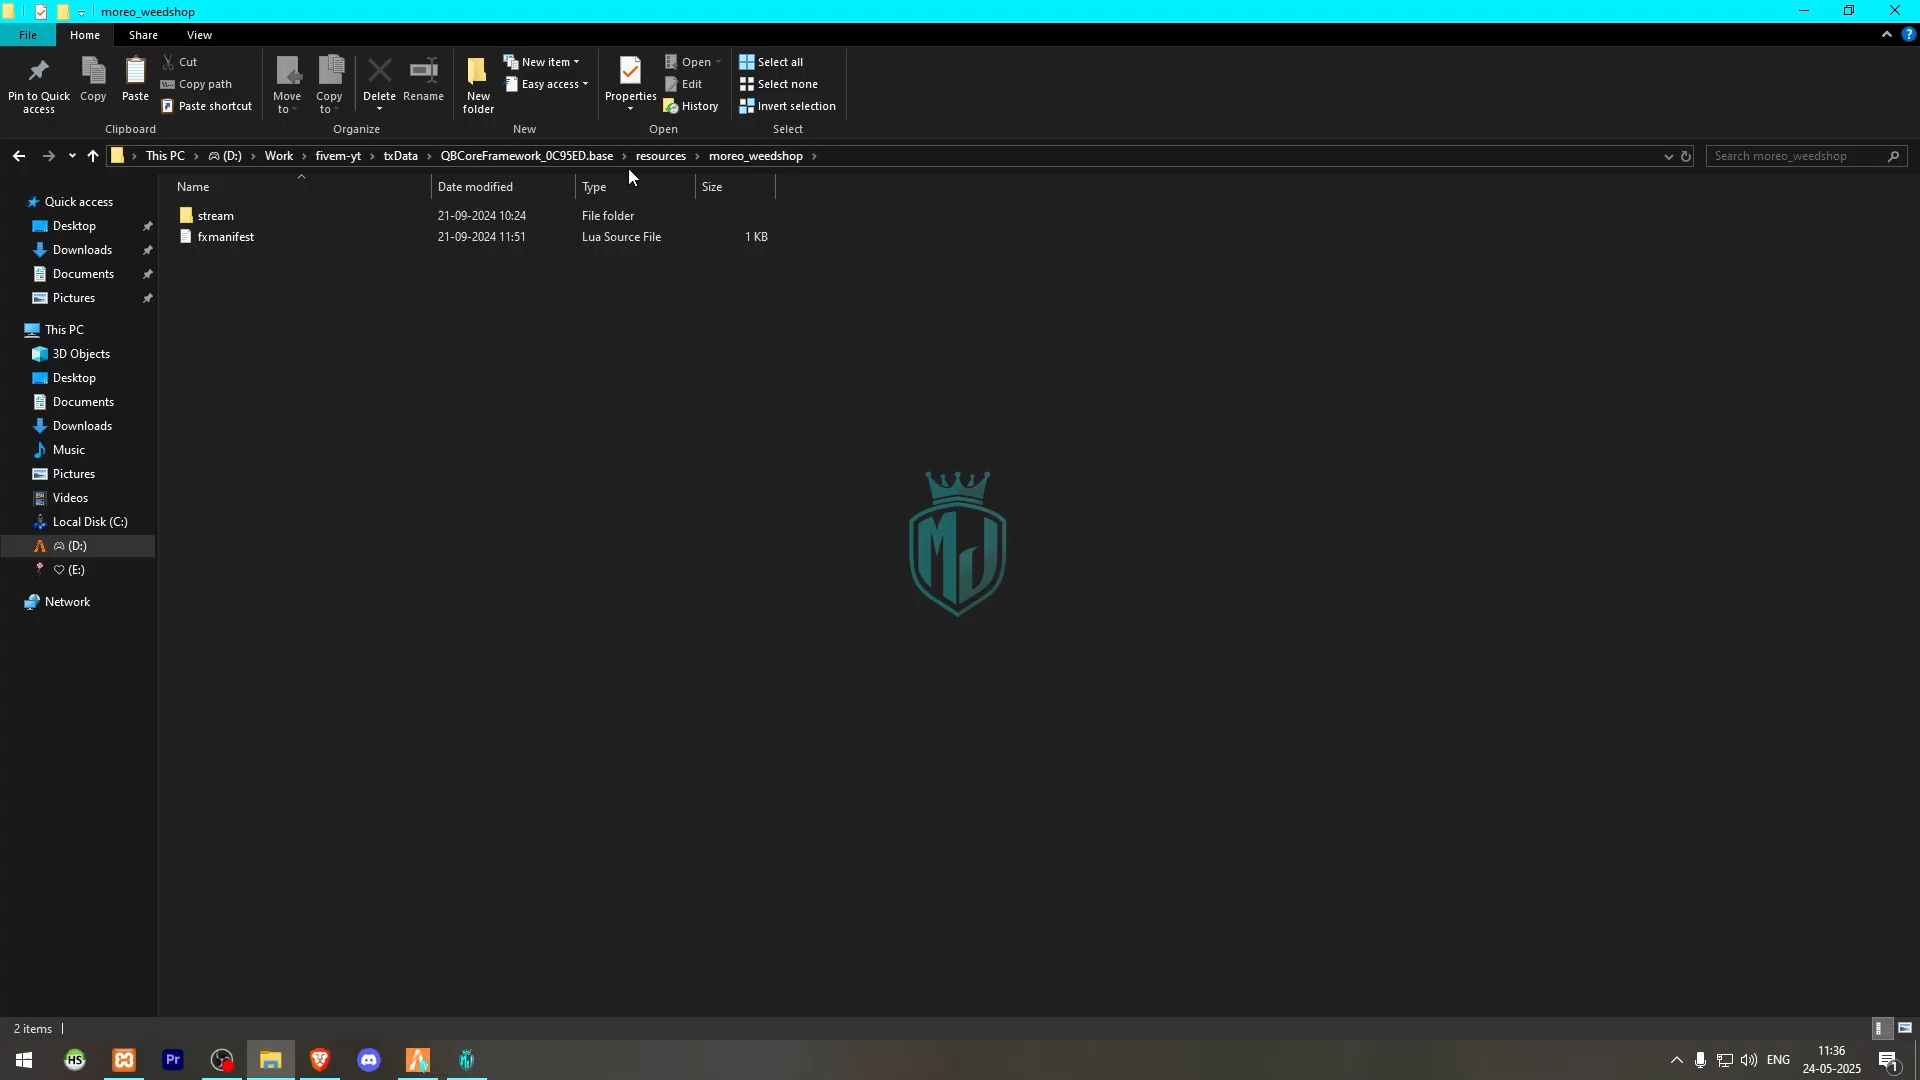 moreo_weedshop
File Home Share View
Pin to Quick access
Copy
Paste
Cut
Copy path
Paste shortcut
Clipboard
Move to
Copy to
Delete
Rename
Organize
New folder
New item
Easy access
New
Properties
Open
Edit
History
Open
Select all
Select none
Invert selection
Select
This PC > (D:) > Work > fivem-yt > txData > QBCoreFramework_0C95ED.base > resources > moreo_weedshop >
Search moreo_weedshop
Name Date modified Type Size
stream 21-09-2024 10:24 File folder
fxmanifest 21-09-2024 11:51 Lua Source File 1 KB
Quick access
Desktop
Downloads
Documents
Pictures
This PC
3D Objects
Desktop
Documents
Downloads
Music
Pictures
Videos
Local Disk (C:)
(D:)
(E:)
Network
MJ
2 items
HS
Pr
ENG
11:36
24-05-2025
1